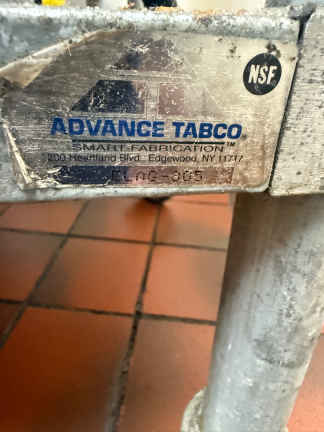 NSF
ADVANCE TABCO
SMART FABRICATION™
200 Heartland Blvd., Edgewood, NY 11717